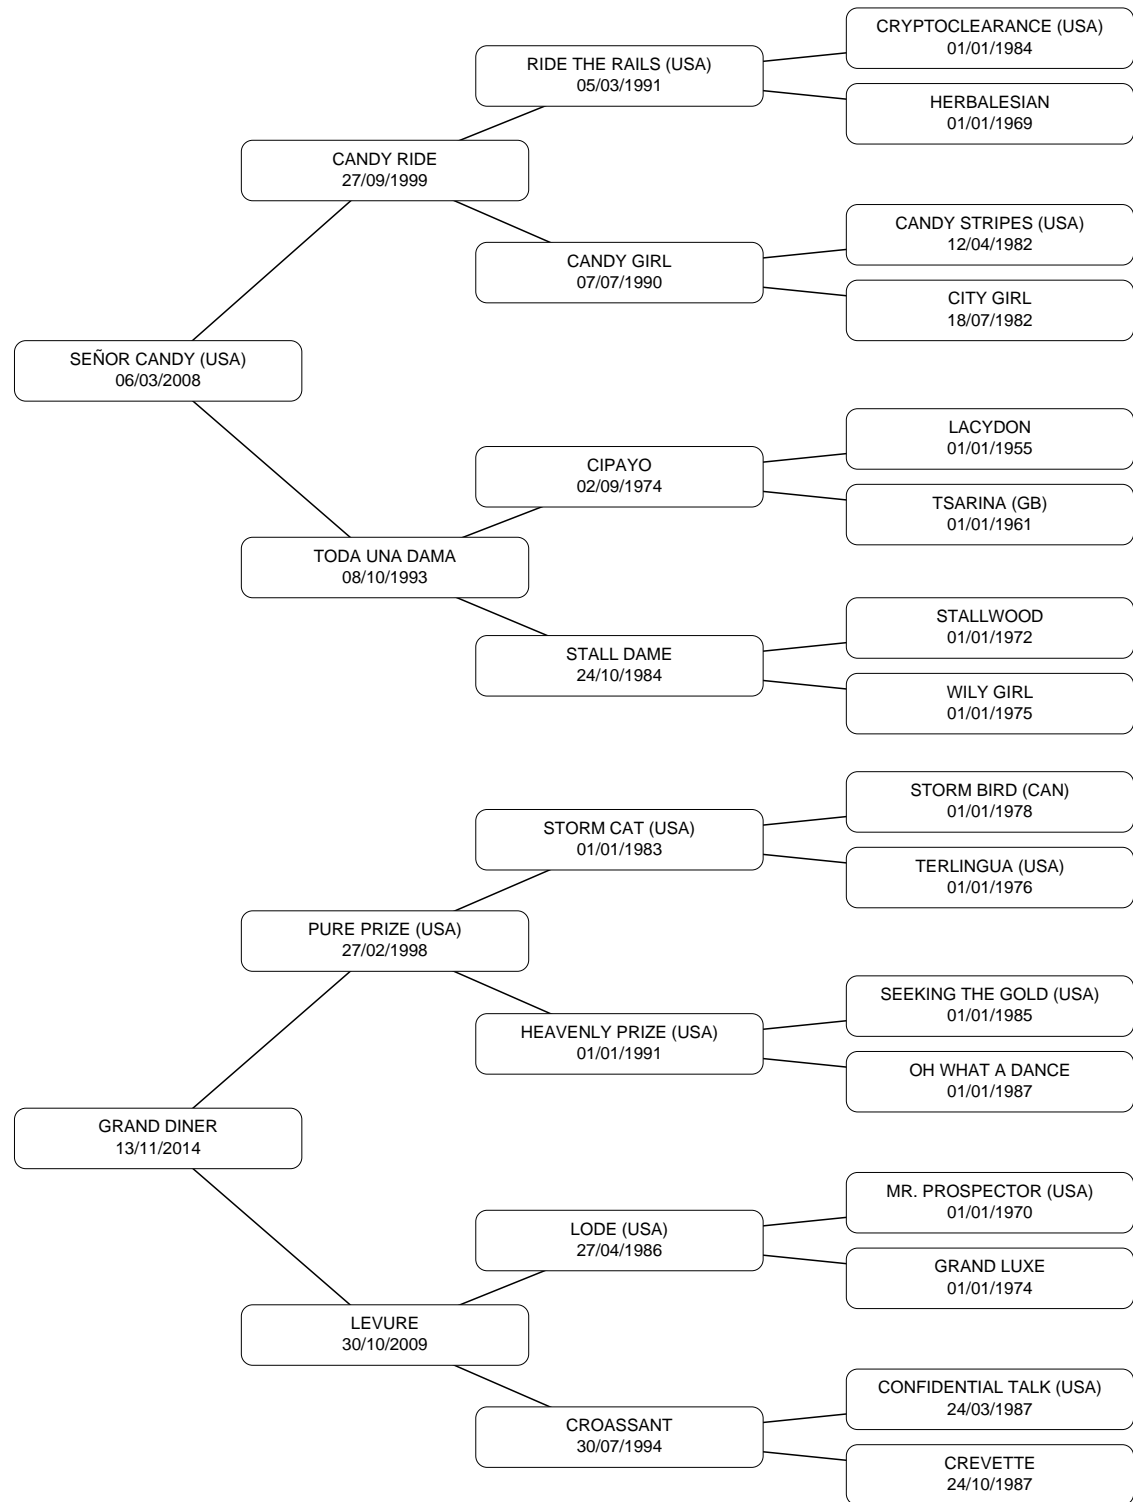 CRYPTOCLEARANCE (USA)
01/01/1984
RIDE THE RAILS (USA)
05/03/1991
HERBALESIAN
01/01/1969
CANDY RIDE
27/09/1999
CANDY STRIPES (USA)
12/04/1982
CANDY GIRL
07/07/1990
CITY GIRL
18/07/1982
SEÑOR CANDY (USA)
06/03/2008
LACYDON
01/01/1955
CIPAYO
02/09/1974
TSARINA (GB)
01/01/1961
TODA UNA DAMA
08/10/1993
STALLWOOD
01/01/1972
STALL DAME
24/10/1984
WILY GIRL
01/01/1975
STORM BIRD (CAN)
01/01/1978
STORM CAT (USA)
01/01/1983
TERLINGUA (USA)
01/01/1976
PURE PRIZE (USA)
27/02/1998
SEEKING THE GOLD (USA)
01/01/1985
HEAVENLY PRIZE (USA)
01/01/1991
OH WHAT A DANCE
01/01/1987
GRAND DINER
13/11/2014
MR. PROSPECTOR (USA)
01/01/1970
LODE (USA)
27/04/1986
GRAND LUXE
01/01/1974
LEVURE
30/10/2009
CONFIDENTIAL TALK (USA)
24/03/1987
CROASSANT
30/07/1994
CREVETTE
24/10/1987